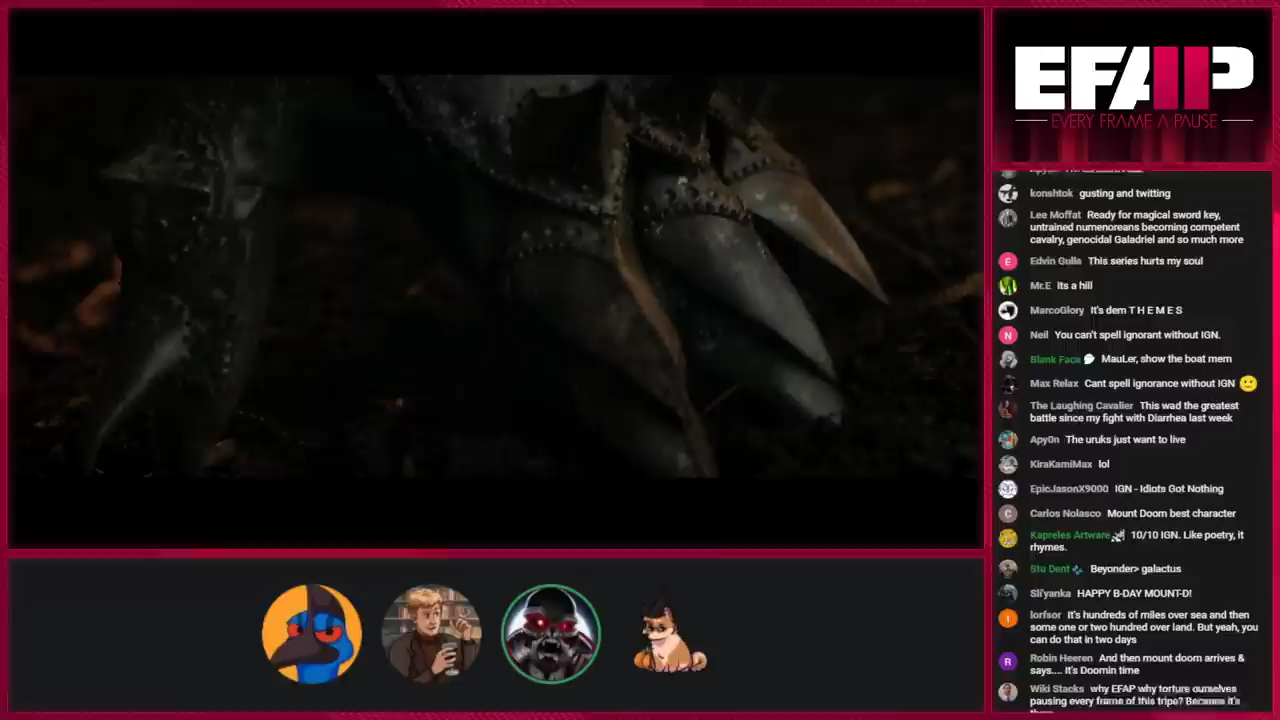 EFAP
EVERY FRAME A PAUSE
konshtok gusting and twitting
Lee Moffat Ready for magical sword key,
untrained numenoreans becoming competent
cavalry, genocidal Galadriel and so much more
Edvin Gulla This series hurts my soul
Mr.E Its a hill
MarcoGlory It's dem T H E M E S
Neil You can't spell ignorant without IGN.
Blank Face MauLer, show the boat mem
Max Relax Cant spell ignorance without IGN
The Laughing Cavalier This wad the greatest
battle since my fight with Diarrhea last week
Apy0n The uruks just want to live
KiraKamiMax lol
EpicJasonX9000 IGN - Idiots Got Nothing
Carlos Nolasco Mount Doom best character
Kapreles Artware 10/10 IGN. Like poetry, it
rhymes.
Stu Dent Beyonder> galactus
Sli'yanka HAPPY B-DAY MOUNT-D!
lorfsor It's hundreds of miles over sea and then
some one or two hundred over land. But yeah, you
can do that in two days
Robin Heeren And then mount doom arrives &
says.... It's Doomin time
Wiki Stacks why EFAP why torture ourselves
pausing every frame of this tripe? Because it's